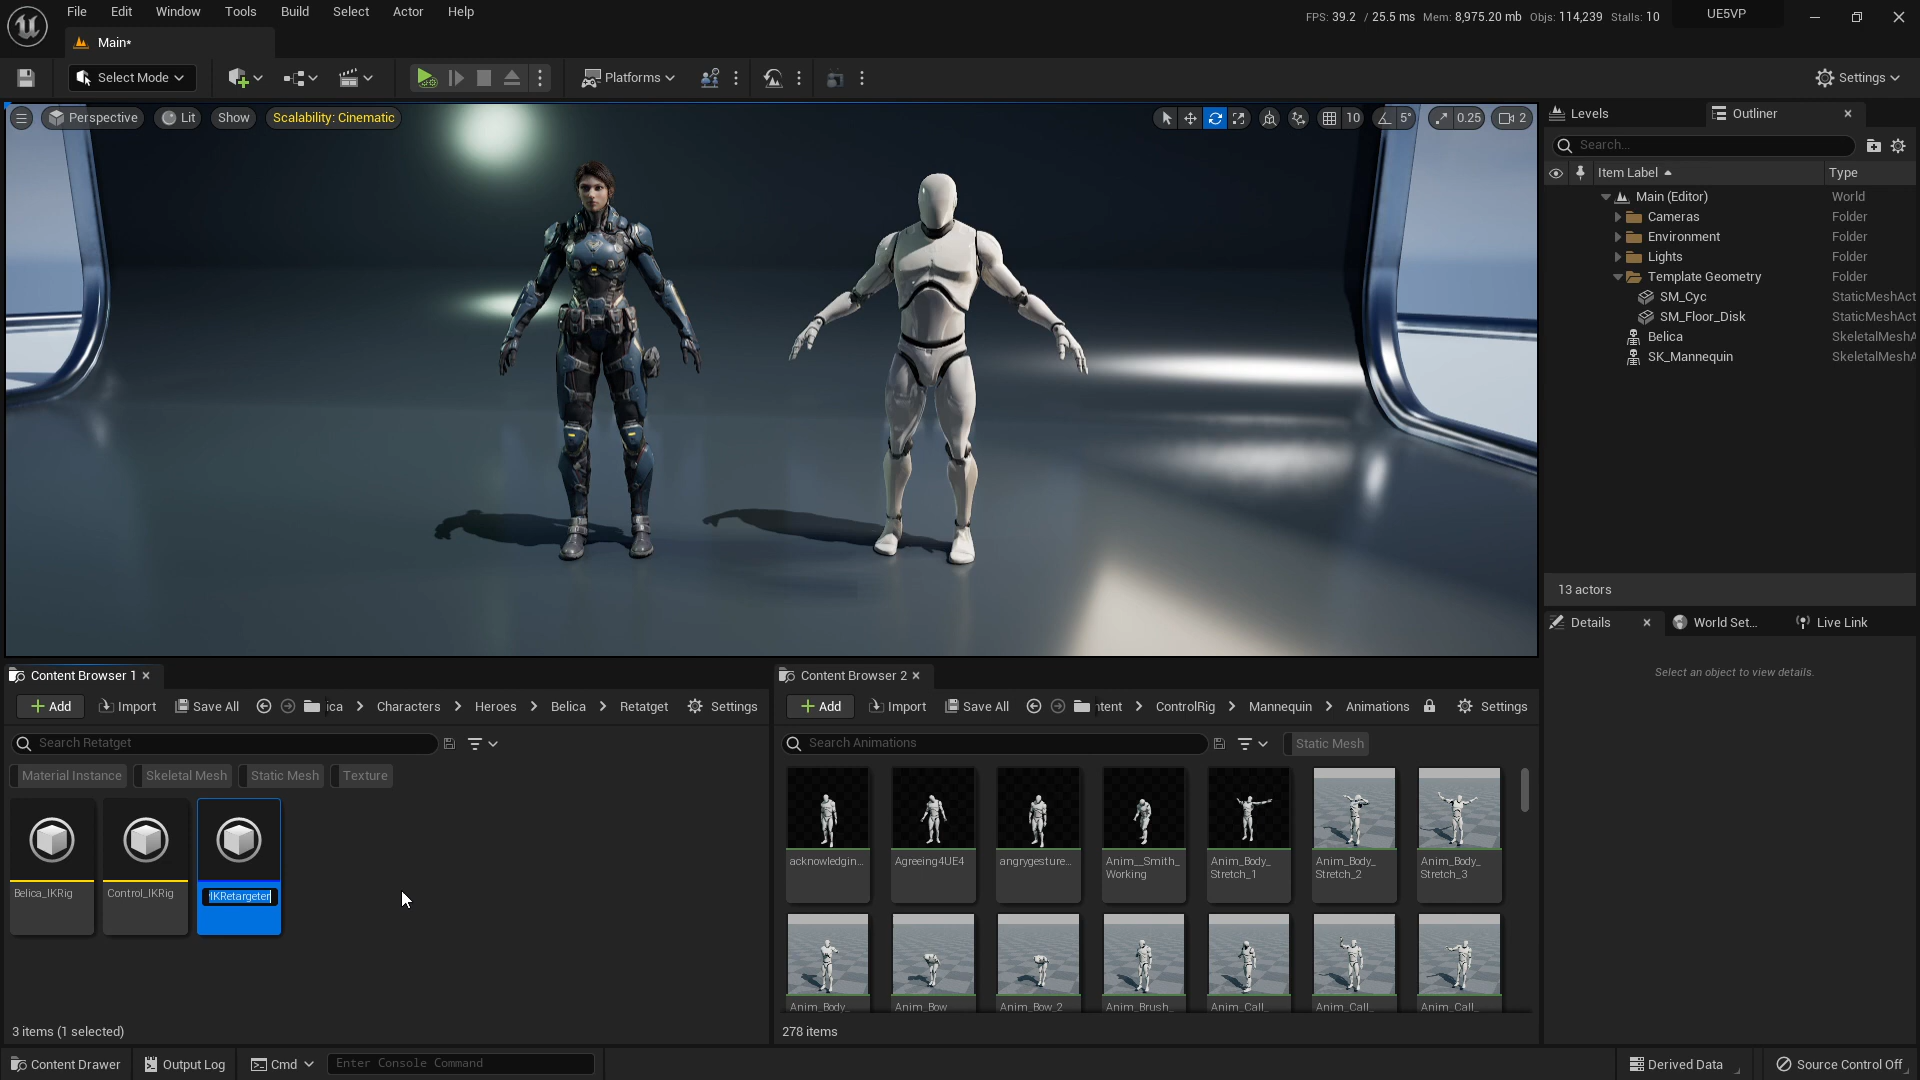 File Edit Window Tools Build Select Actor Help
FPS: 39.2 / 25.5 ms Mem: 8,975.20 mb Objs: 114,239 Stalls: 10
UE5VP
Main*
Select Mode
Platforms
Settings
Perspective Lit Show Scalability: Cinematic
10 5° 0.25 2
Levels Outliner
Search...
Item Label Type
Main (Editor) World
Cameras Folder
Environment Folder
Lights Folder
Template Geometry Folder
SM_Cyc StaticMeshAct
SM_Floor_Disk StaticMeshAct
Belica SkeletalMeshA
SK_Mannequin SkeletalMeshA
13 actors
Details World Set... Live Link
Select an object to view details.
Content Browser 1
Add Import Save All ica Characters Heroes Belica Retatget Settings
Search Retatget
Material Instance Skeletal Mesh Static Mesh Texture
Belica_IKRig
Control_IKRig
IKRetargeter
3 items (1 selected)
Content Browser 2
Add Import Save All ntent ControlRig Mannequin Animations Settings
Search Animations
Static Mesh
acknowledgin...
Agreeing4UE4
angrygesture...
Anim__Smith_
Working
Anim_Body_
Stretch_1
Anim_Body_
Stretch_2
Anim_Body_
Stretch_3
Anim_Body_
Anim_Bow
Anim_Bow_2
Anim_Brush_
Anim_Call_
Anim_Call_
Anim_Call_
278 items
Content Drawer Output Log Cmd Enter Console Command
Derived Data Source Control Off